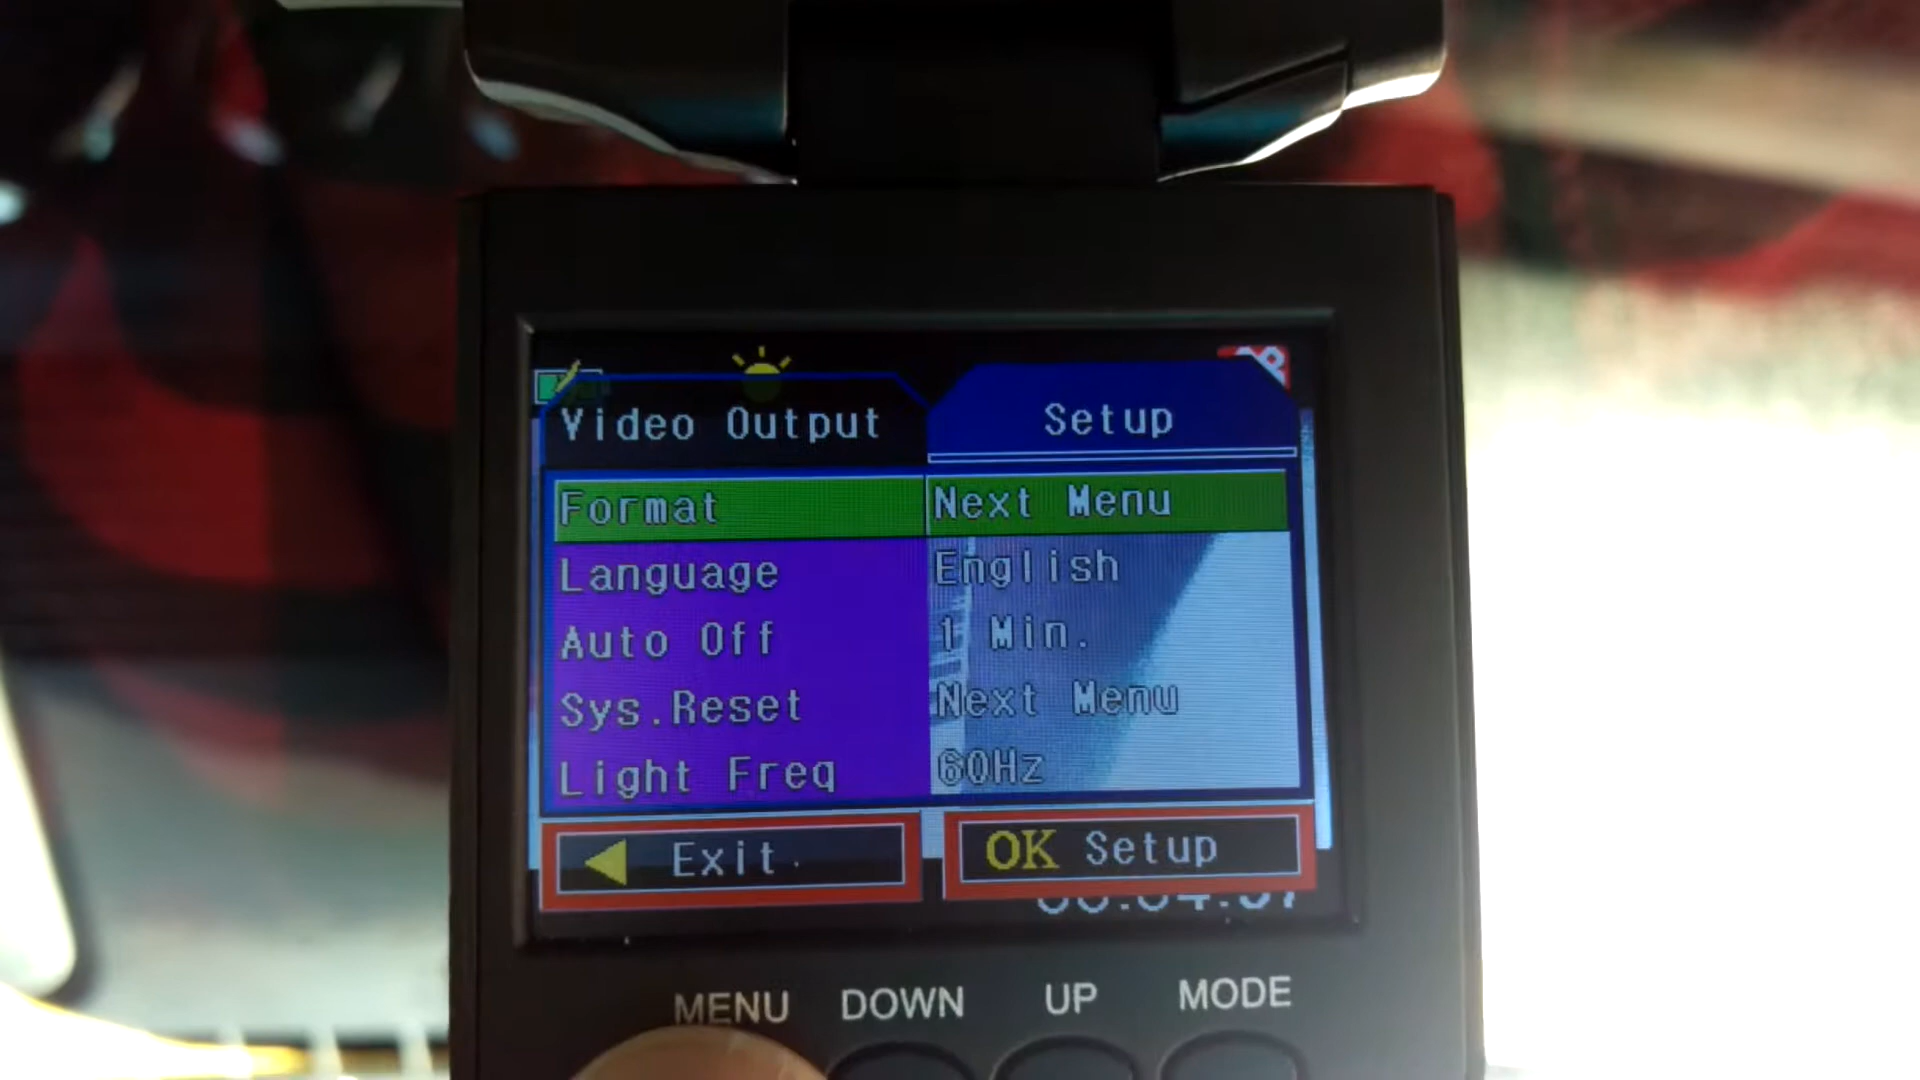 Video Output
Setup
Format Next Menu
Language English
Auto Off 1 Min.
Sys.Reset Next Menu
Light Freq 60Hz
Exit
OK Setup
MENU DOWN UP MODE